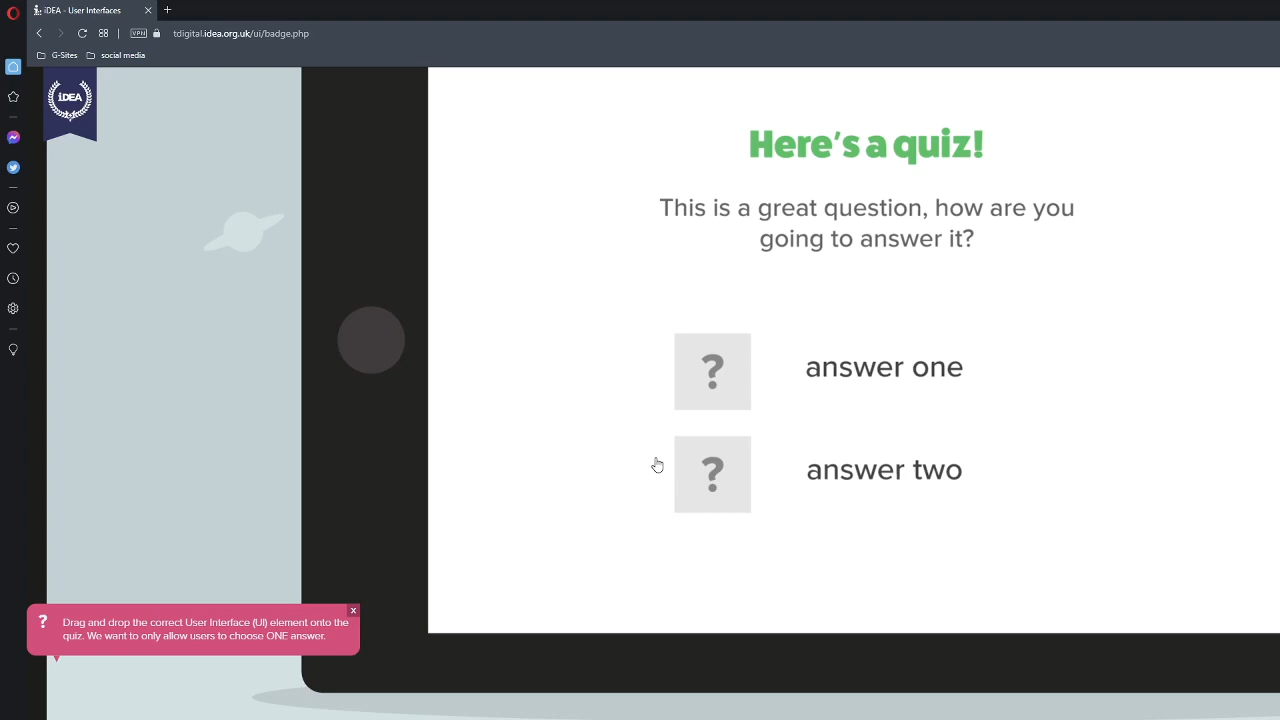 iDEA - User Interfaces
VPN
tdigital.idea.org.uk/ui/badge.php
G-Sites
social media
iDEA
Here's a quiz!
This is a great question, how are you
going to answer it?
? answer one
? answer two
x
? Drag and drop the correct User Interface (UI) element onto the
quiz. We want to only allow users to choose ONE answer.